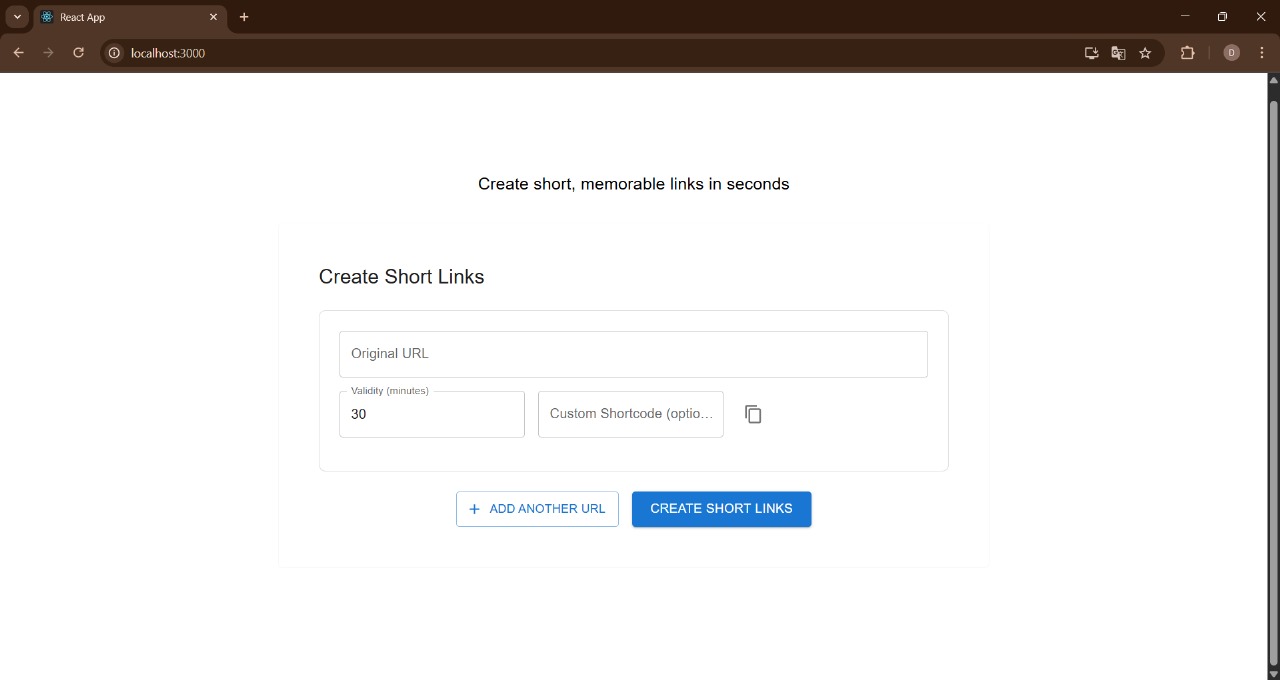 React App
localhost:3000
D
Create short, memorable links in seconds
Create Short Links
Original URL
Validity (minutes)
30
Custom Shortcode (optio...
+ ADD ANOTHER URL
CREATE SHORT LINKS